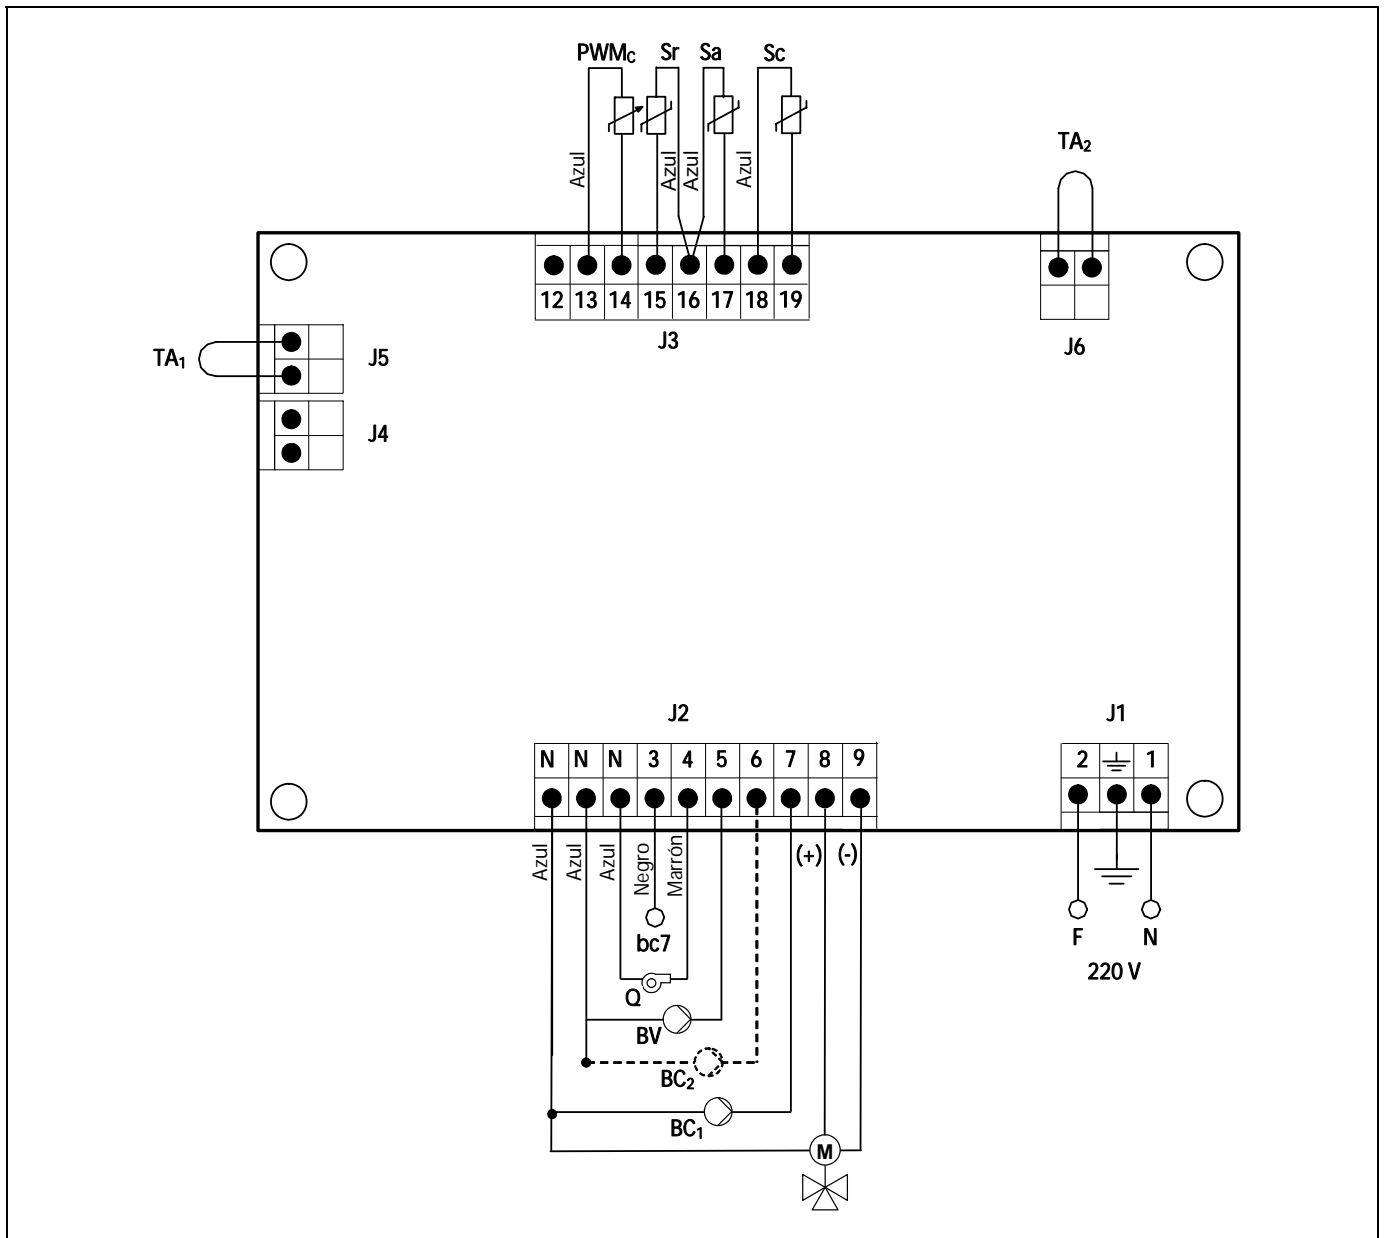 PWMC Sr Sa Sc
TA2
Azul Azul Azul Azul
12 13 14 15 16 17 18 19
J3
J6
TA1
J5
J4
J2
J1
N N N 3 4 5 6 7 8 9
2 1
Azul Azul Azul Negro Marrón (+) (-)
bc7
F N
220 V
Q
BV
BC2
BC1
M